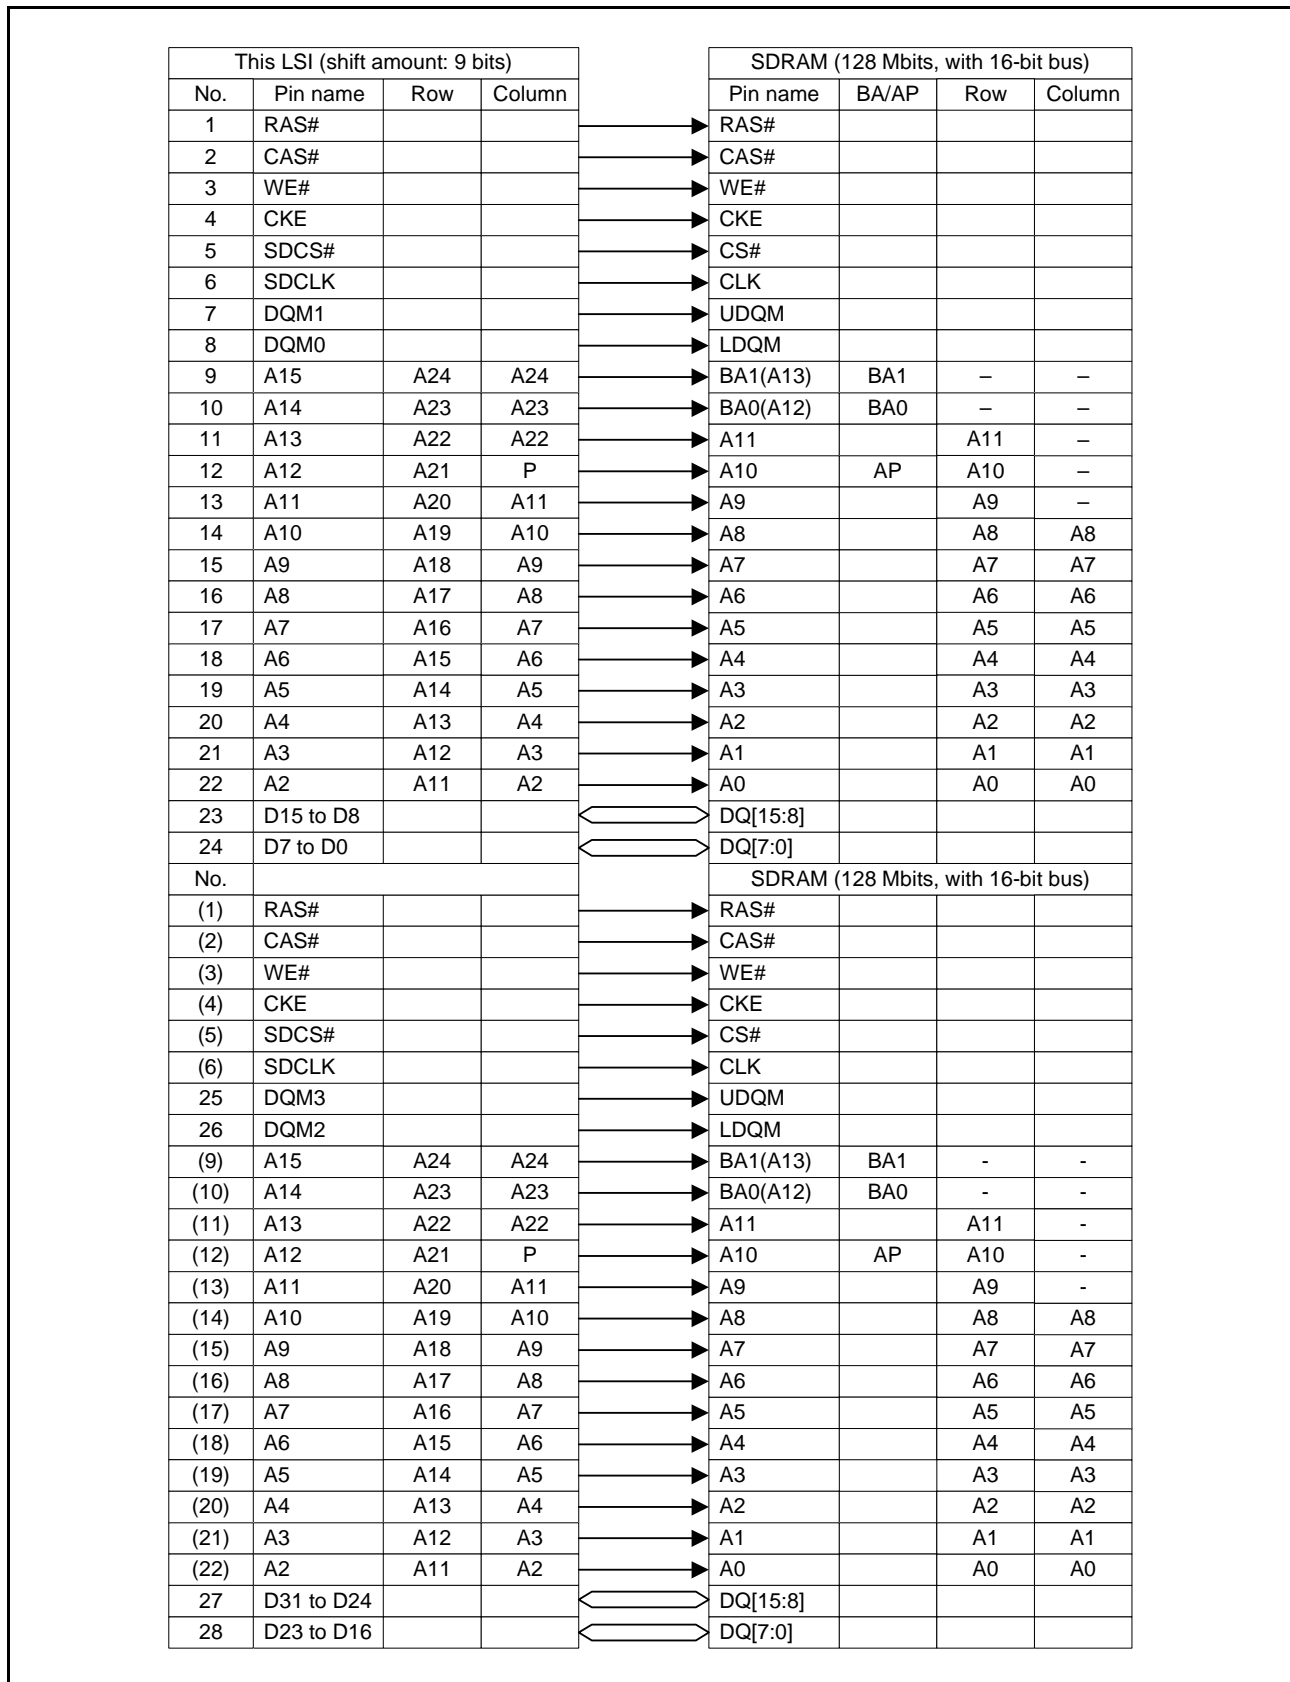 This LSI (shift amount: 9 bits) SDRAM (128 Mbits, with 16-bit bus)
No. Pin name Row Column Pin name BA/AP Row Column
1 RAS# RAS#
2 CAS# CAS#
3 WE# WE#
4 CKE CKE
5 SDCS# CS#
6 SDCLK CLK
7 DQM1 UDQM
8 DQM0 LDQM
9 A15 A24 A24 BA1(A13) BA1 – –
10 A14 A23 A23 BA0(A12) BA0 – –
11 A13 A22 A22 A11 A11 –
12 A12 A21 P A10 AP A10 –
13 A11 A20 A11 A9 A9 –
14 A10 A19 A10 A8 A8 A8
15 A9 A18 A9 A7 A7 A7
16 A8 A17 A8 A6 A6 A6
17 A7 A16 A7 A5 A5 A5
18 A6 A15 A6 A4 A4 A4
19 A5 A14 A5 A3 A3 A3
20 A4 A13 A4 A2 A2 A2
21 A3 A12 A3 A1 A1 A1
22 A2 A11 A2 A0 A0 A0
23 D15 to D8 DQ[15:8]
24 D7 to D0 DQ[7:0]
No. SDRAM (128 Mbits, with 16-bit bus)
(1) RAS# RAS#
(2) CAS# CAS#
(3) WE# WE#
(4) CKE CKE
(5) SDCS# CS#
(6) SDCLK CLK
25 DQM3 UDQM
26 DQM2 LDQM
(9) A15 A24 A24 BA1(A13) BA1 - -
(10) A14 A23 A23 BA0(A12) BA0 - -
(11) A13 A22 A22 A11 A11 -
(12) A12 A21 P A10 AP A10 -
(13) A11 A20 A11 A9 A9 -
(14) A10 A19 A10 A8 A8 A8
(15) A9 A18 A9 A7 A7 A7
(16) A8 A17 A8 A6 A6 A6
(17) A7 A16 A7 A5 A5 A5
(18) A6 A15 A6 A4 A4 A4
(19) A5 A14 A5 A3 A3 A3
(20) A4 A13 A4 A2 A2 A2
(21) A3 A12 A3 A1 A1 A1
(22) A2 A11 A2 A0 A0 A0
27 D31 to D24 DQ[15:8]
28 D23 to D16 DQ[7:0]